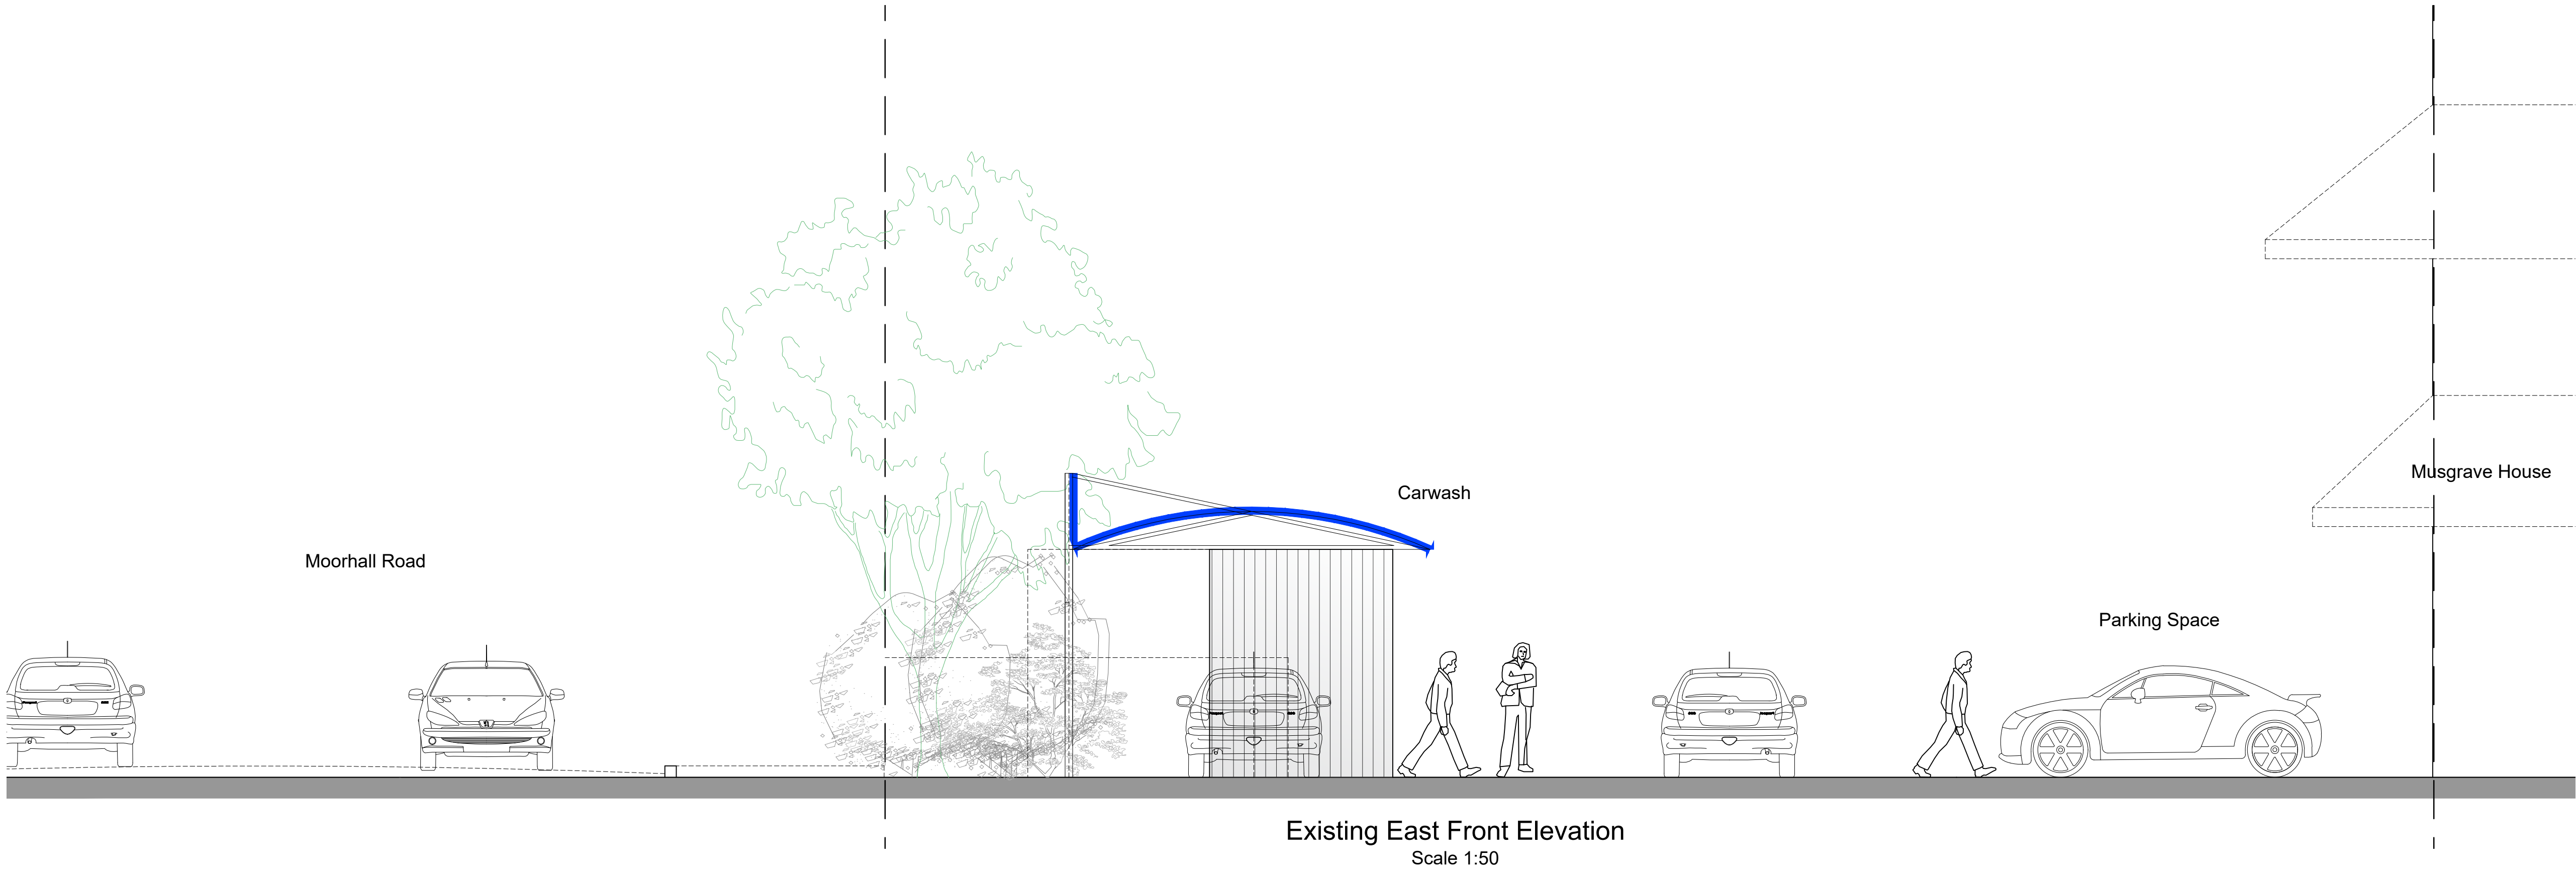 Moorhall Road
Carwash
Musgrave House
Parking Space
Existing East Front Elevation
Scale 1:50